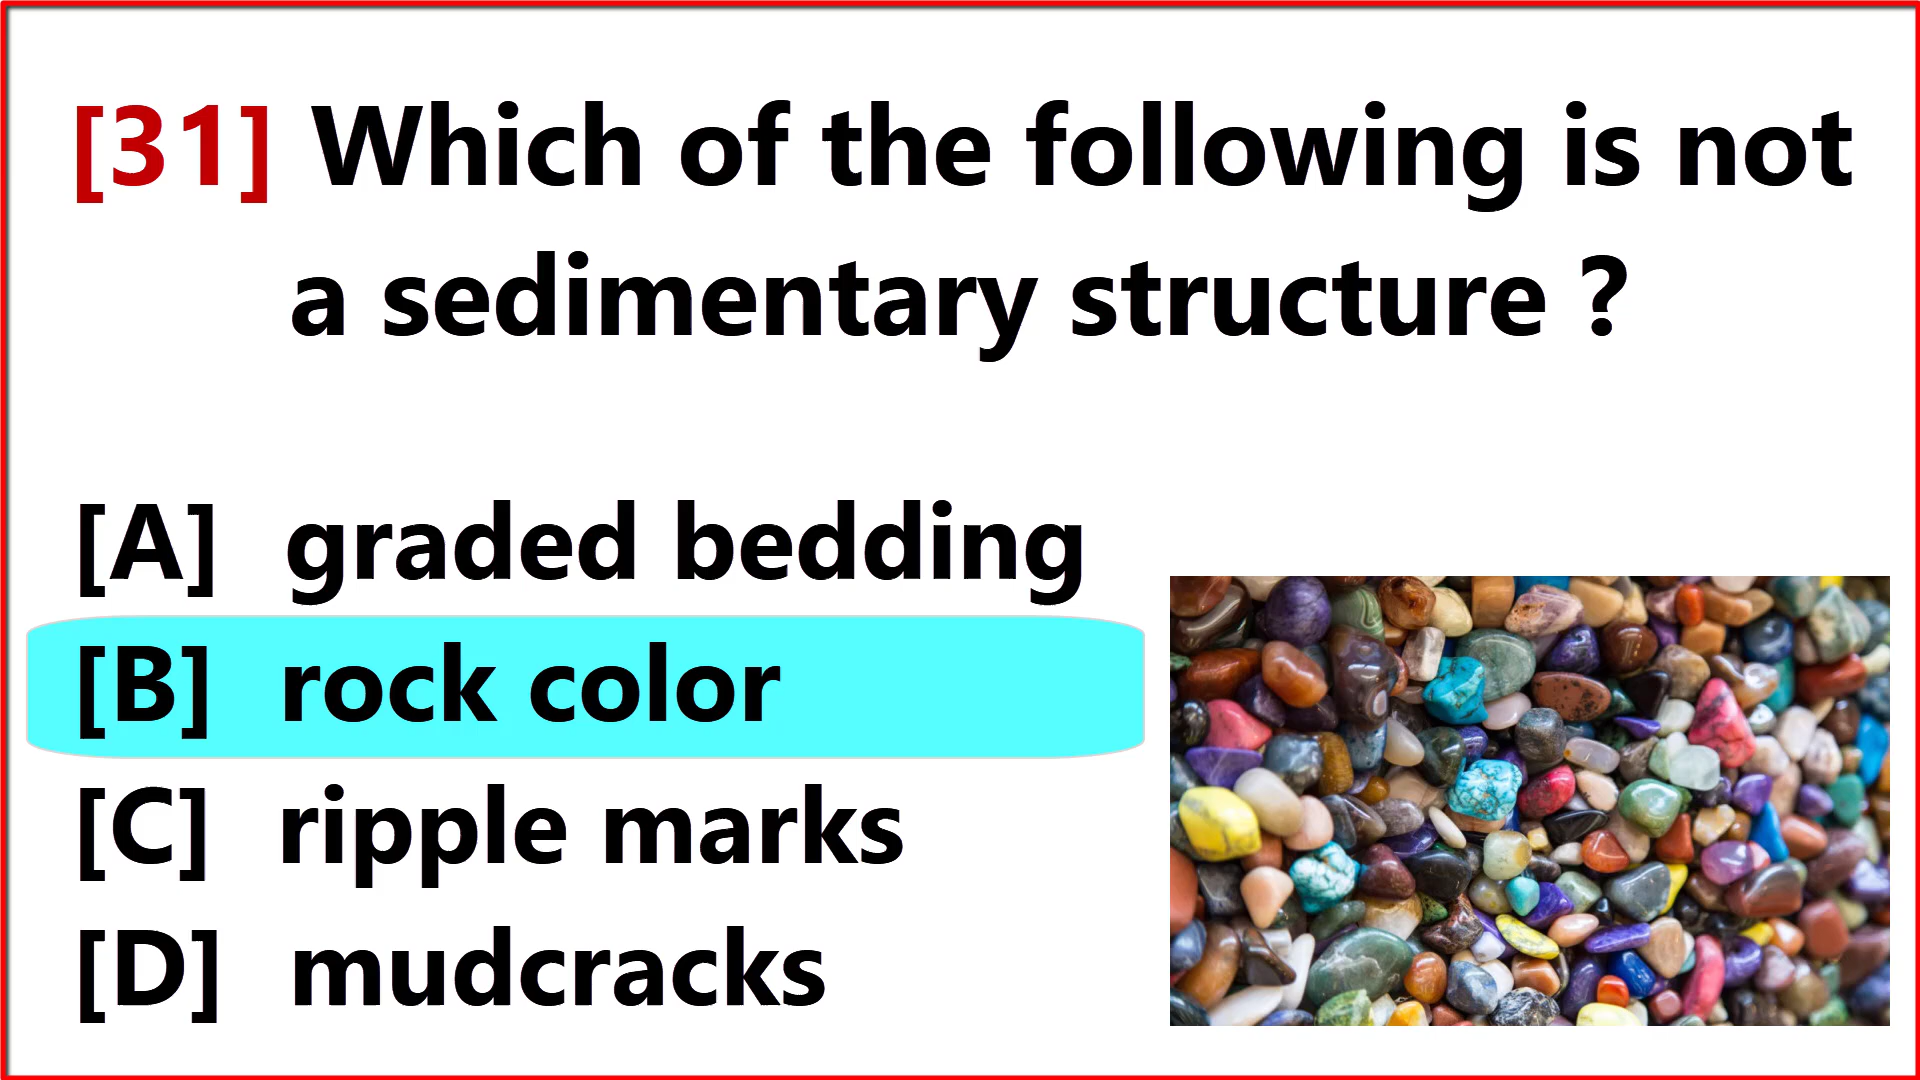 [31] Which of the following is not
a sedimentary structure ?
[A] graded bedding
[B] rock color
[C] ripple marks
[D] mudcracks